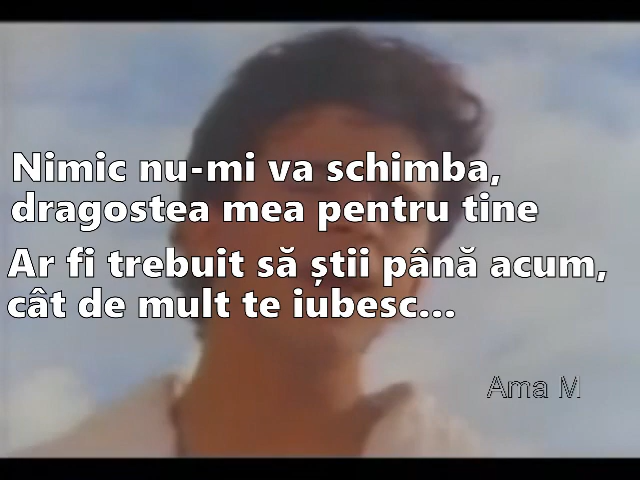 Nimic nu-mi va schimba,
dragostea mea pentru tine
Ar fi trebuit să știi până acum,
cât de mult te iubesc...
Ama M